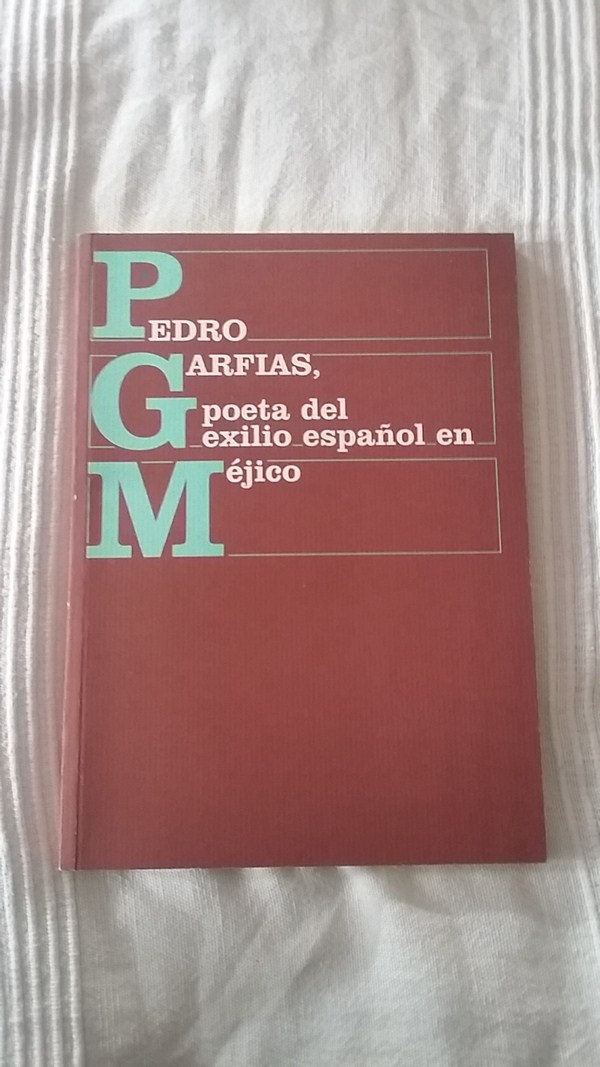 PEDRO
GARFIAS,
poeta del
exilio español en
Méjico